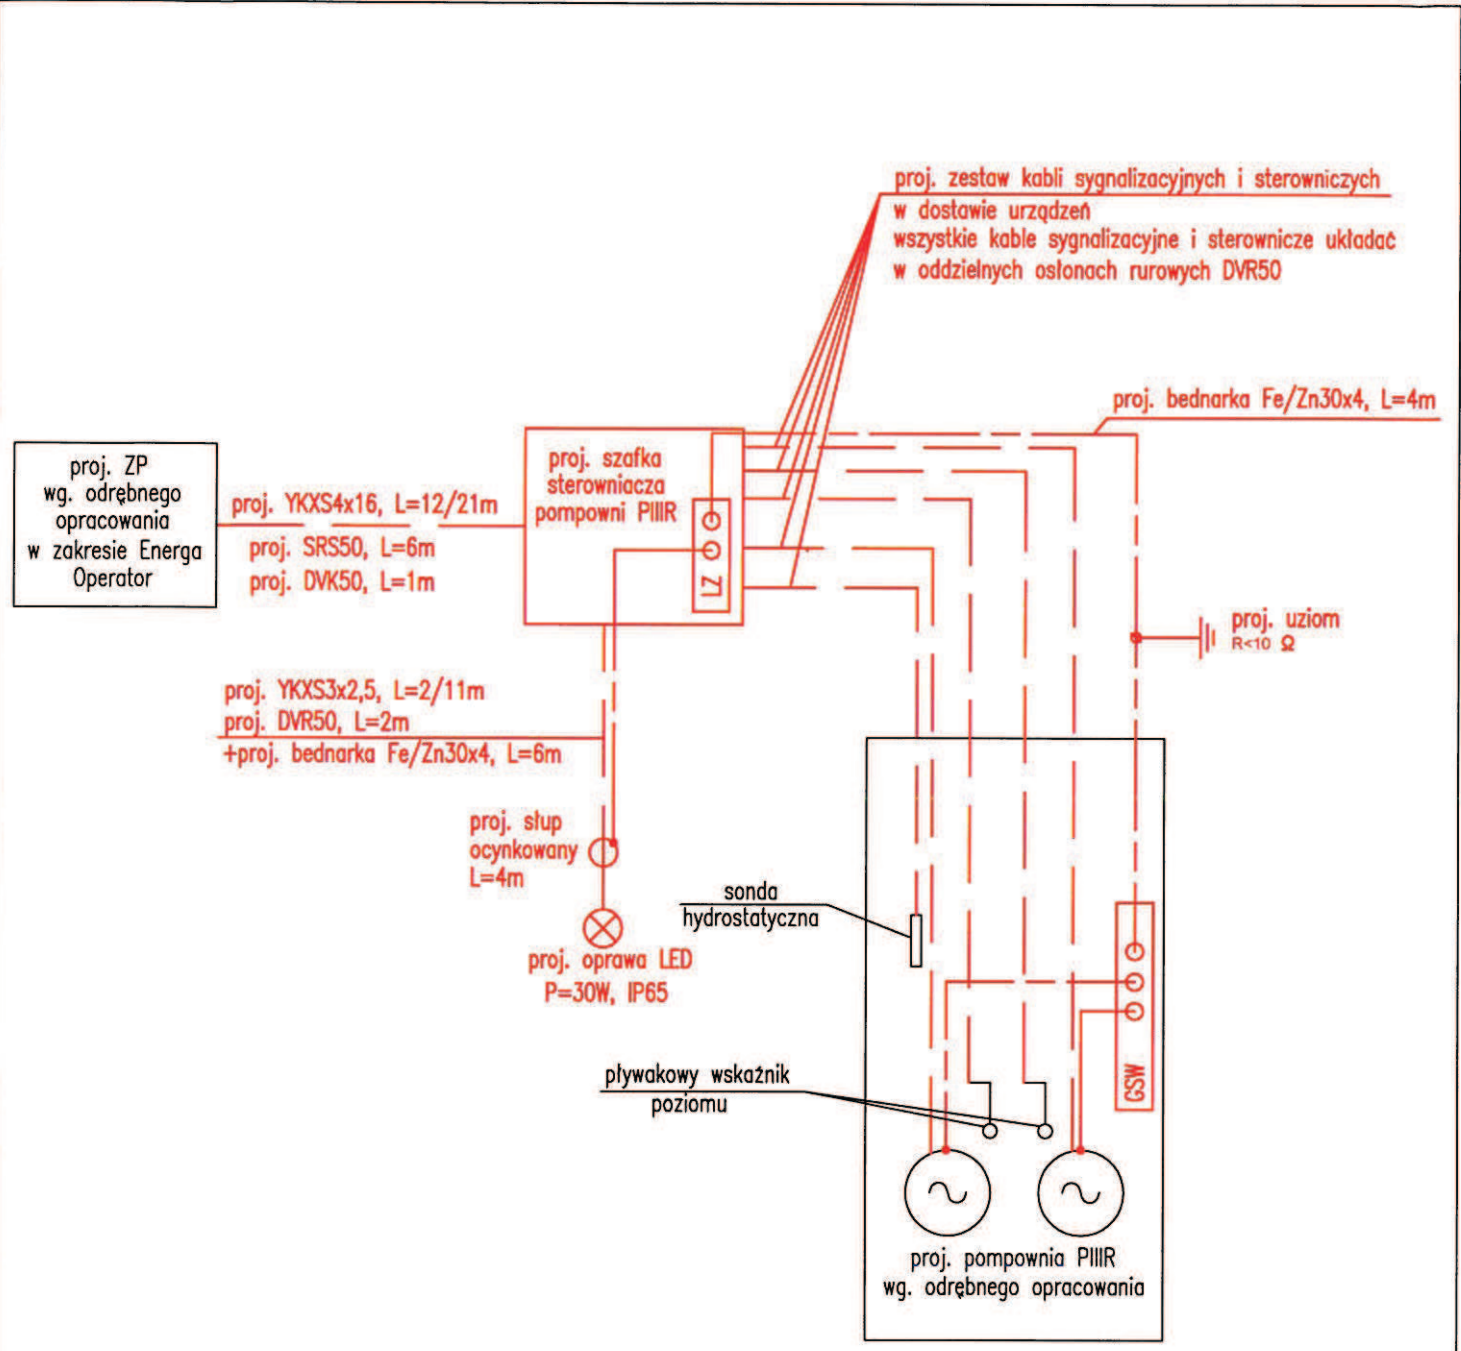 proj. zestaw kabli sygnalizacyjnych i sterowniczych
w dostawie urządzeń
wszystkie kable sygnalizacyjne i sterownicze układać
w oddzielnych osłonach rurowych DVR50
proj. bednarka Fe/Zn30x4, L=4m
proj. ZP
wg. odrębnego
opracowania
w zakresie Energa
Operator
proj. YKXS4x16, L=12/21m
proj. SRS50, L=6m
proj. DVK50, L=1m
proj. szafka
sterowniacza
pompowni PIIIR
LZ
proj. uziom
R<10 Ω
proj. YKXS3x2,5, L=2/11m
proj. DVR50, L=2m
+proj. bednarka Fe/Zn30x4, L=6m
proj. słup
ocynkowany
L=4m
proj. oprawa LED
P=30W, IP65
sonda
hydrostatyczna
pływakowy wskaźnik
poziomu
GSW
proj. pompownia PIIIR
wg. odrębnego opracowania